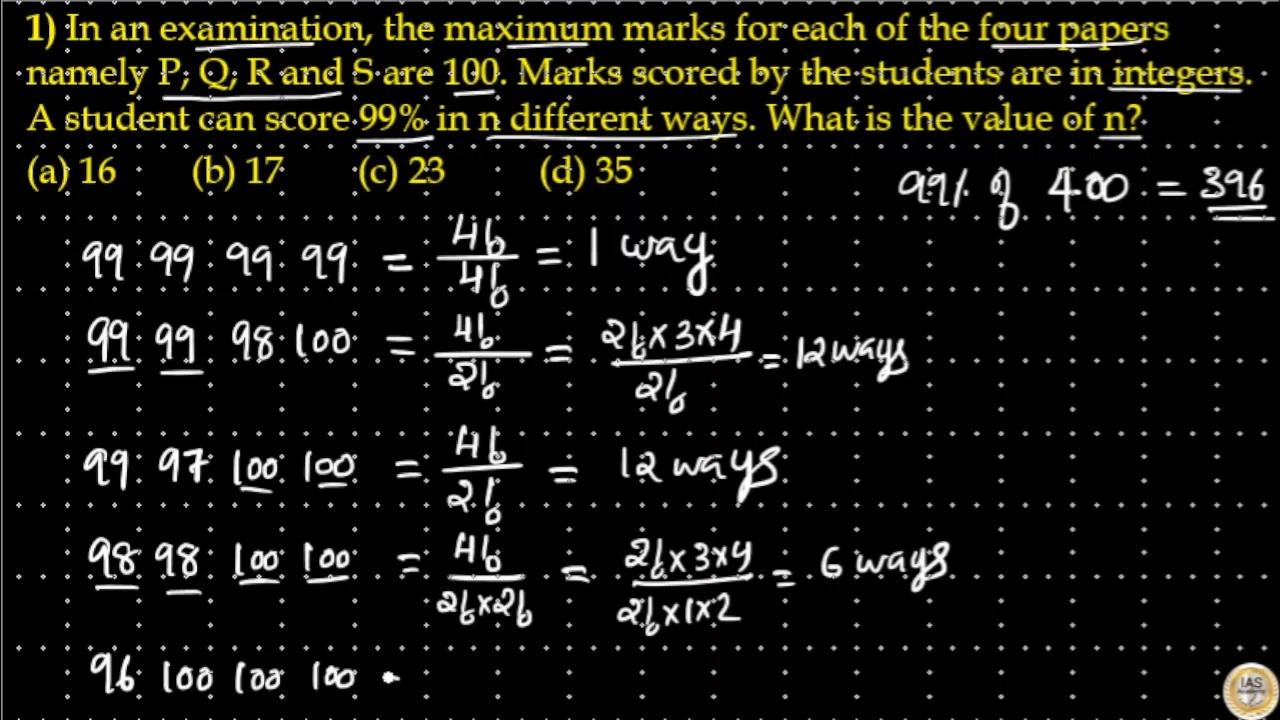 1) In an examination, the maximum marks for each of the four papers
namely P, Q, R and S are 100. Marks scored by the students are in integers.
A student can score 99% in n different ways. What is the value of n?
(a) 16 (b) 17 (c) 23 (d) 35
99% of 400 = 396
99 99 99 99 = 4!/4! = 1 way
99 99 98 100 = 4!/2! = 2!×3×4/2! = 12 ways
99 97 100 100 = 4!/2! = 12 ways
98 98 100 100 = 4!/2!×2! = 2!×3×4/2!×1×2 = 6 ways
96 100 100 100
IAS